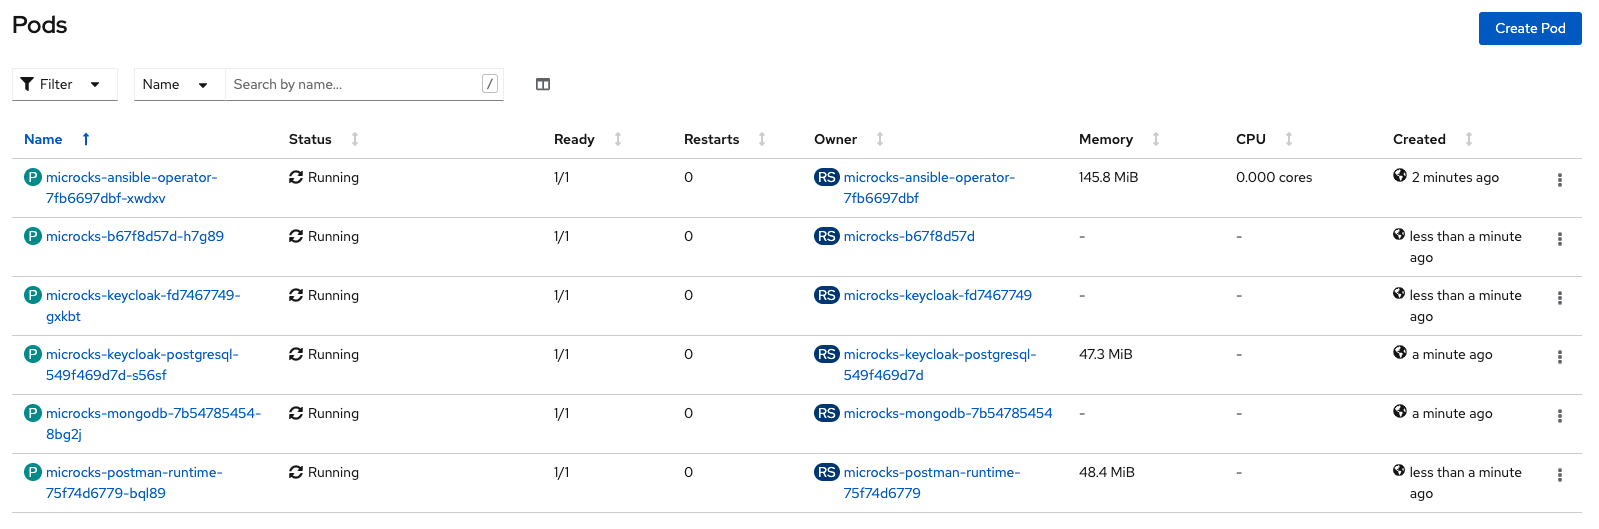 Pods
Create Pod
Filter
Name
Search by name...
/
Name Status Ready Restarts Owner Memory CPU Created
P microcks-ansible-operator- Running 1/1 0 RS microcks-ansible-operator- 145.8 MiB 0.000 cores 2 minutes ago
7fb6697dbf-xwdxv 7fb6697dbf
P microcks-b67f8d57d-h7g89 Running 1/1 0 RS microcks-b67f8d57d - - less than a minute
ago
P microcks-keycloak-fd7467749- Running 1/1 0 RS microcks-keycloak-fd7467749 - - less than a minute
gxkbt ago
P microcks-keycloak-postgresql- Running 1/1 0 RS microcks-keycloak-postgresql- 47.3 MiB - a minute ago
549f469d7d-s56sf 549f469d7d
P microcks-mongodb-7b54785454- Running 1/1 0 RS microcks-mongodb-7b54785454 - - a minute ago
8bg2j
P microcks-postman-runtime- Running 1/1 0 RS microcks-postman-runtime- 48.4 MiB - less than a minute
75f74d6779-bql89 75f74d6779 ago